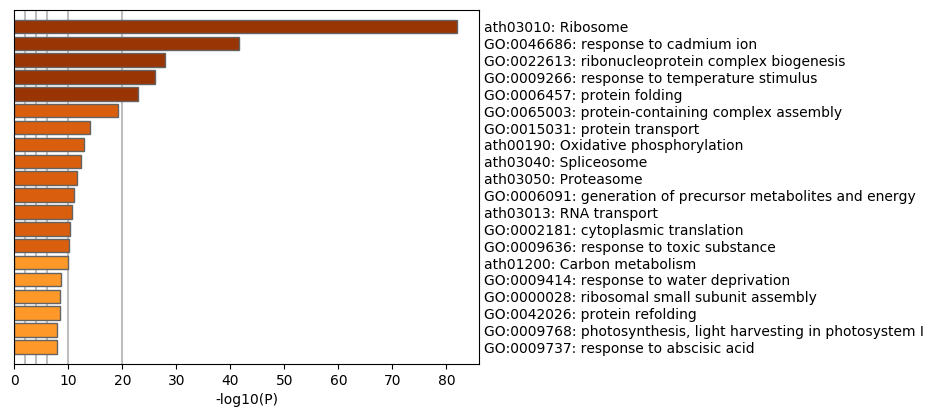 ath03010: Ribosome
GO:0046686: response to cadmium ion
GO:0022613: ribonucleoprotein complex biogenesis
GO:0009266: response to temperature stimulus
GO:0006457: protein folding
GO:0065003: protein-containing complex assembly
GO:0015031: protein transport
ath00190: Oxidative phosphorylation
ath03040: Spliceosome
ath03050: Proteasome
GO:0006091: generation of precursor metabolites and energy
ath03013: RNA transport
GO:0002181: cytoplasmic translation
GO:0009636: response to toxic substance
ath01200: Carbon metabolism
GO:0009414: response to water deprivation
GO:0000028: ribosomal small subunit assembly
GO:0042026: protein refolding
GO:0009768: photosynthesis, light harvesting in photosystem I
GO:0009737: response to abscisic acid
0 10 20 30 40 50 60 70 80
-log10(P)